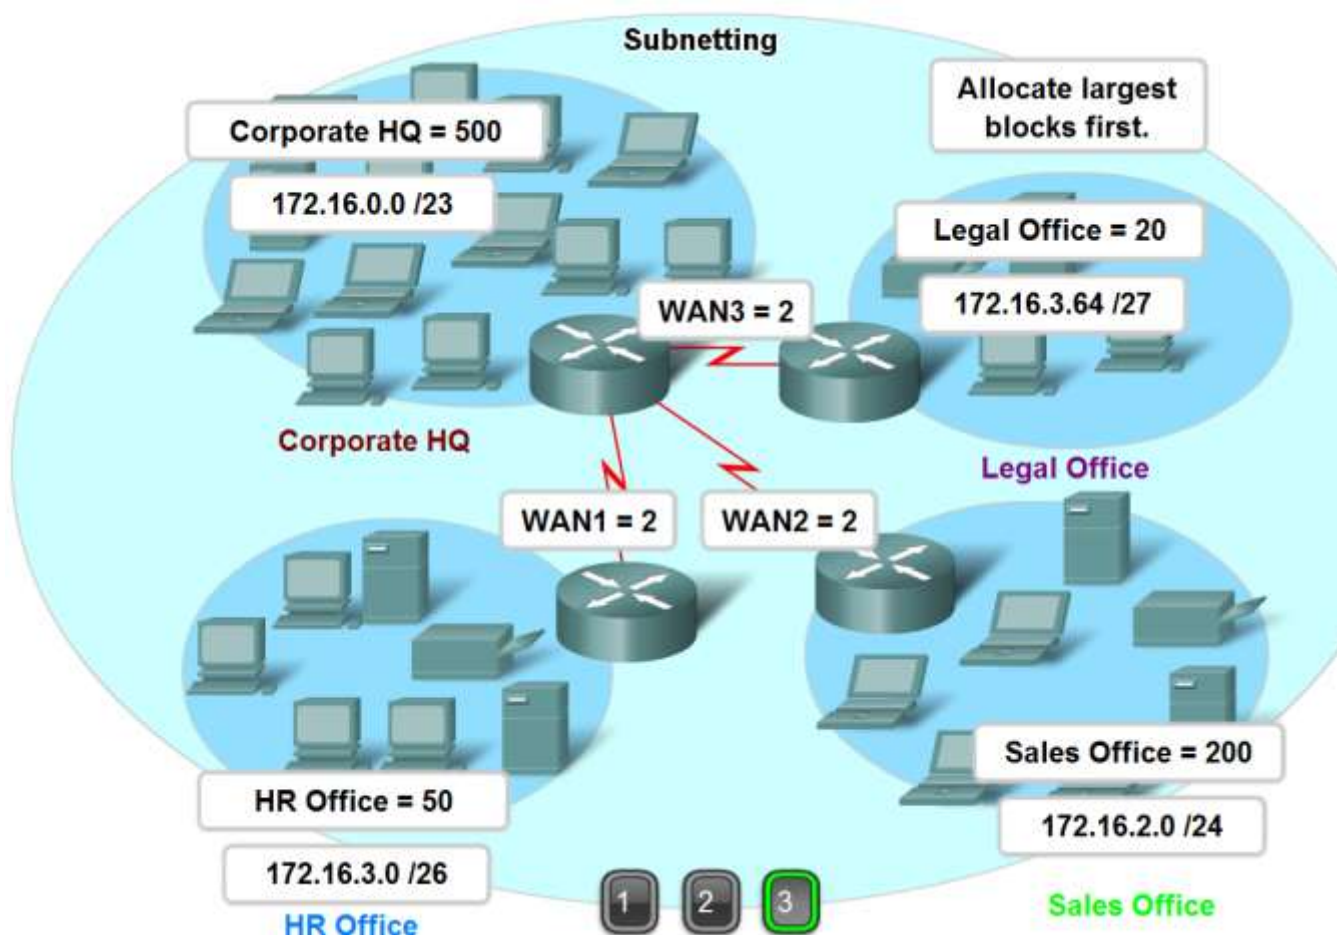 Subnetting
Allocate largest
blocks first.
Corporate HQ = 500
172.16.0.0 /23
Legal Office = 20
172.16.3.64 /27
WAN3 = 2
Corporate HQ
Legal Office
WAN1 = 2
WAN2 = 2
HR Office = 50
172.16.3.0 /26
HR Office
Sales Office = 200
172.16.2.0 /24
Sales Office
1
2
3